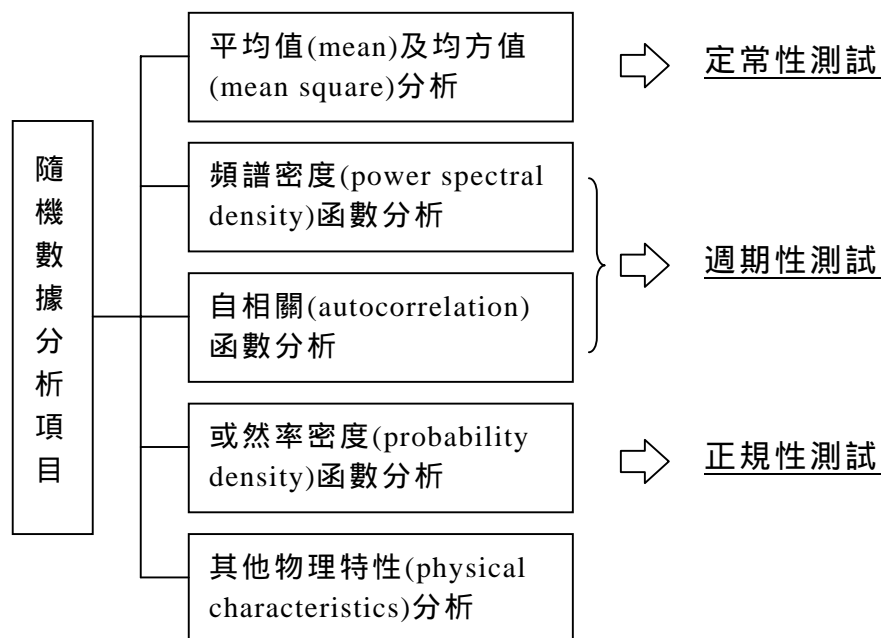 隨機數據分析項目
平均值(mean)及均方值
(mean square)分析
定常性測試
頻譜密度(power spectral
density)函數分析
自相關(autocorrelation)
函數分析
週期性測試
或然率密度(probability
density)函數分析
正規性測試
其他物理特性(physical
characteristics)分析